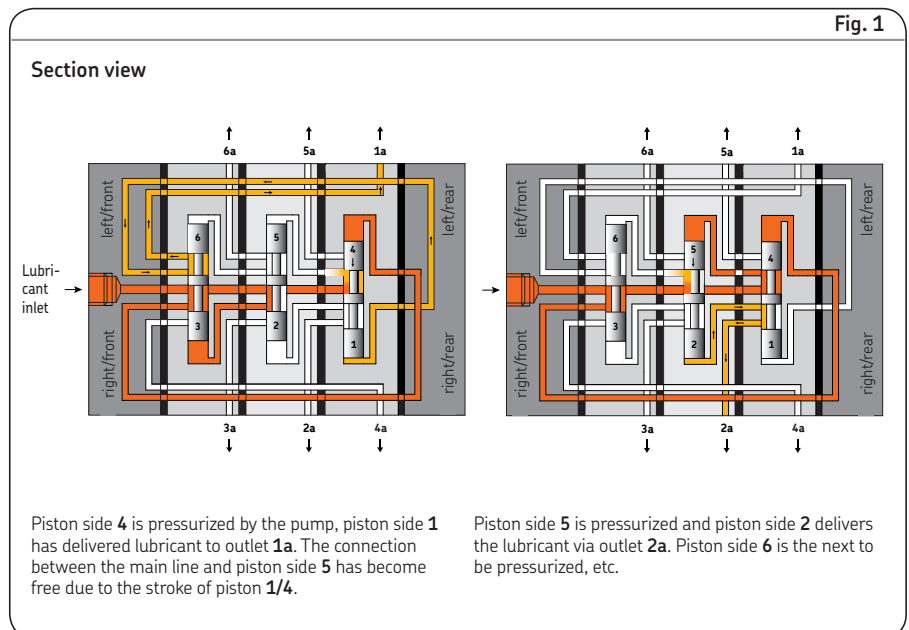 Fig. 1
Section view
6a 5a 1a
left/front
left/rear
6
5
4
Lubri-
cant
inlet
3
2
1
right/front
right/rear
3a 2a 4a
6a 5a 1a
left/front
left/rear
6
5
4
3
2
1
right/front
right/rear
3a 2a 4a
Piston side 4 is pressurized by the pump, piston side 1
has delivered lubricant to outlet 1a. The connection
between the main line and piston side 5 has become
free due to the stroke of piston 1/4.
Piston side 5 is pressurized and piston side 2 delivers
the lubricant via outlet 2a. Piston side 6 is the next to
be pressurized, etc.